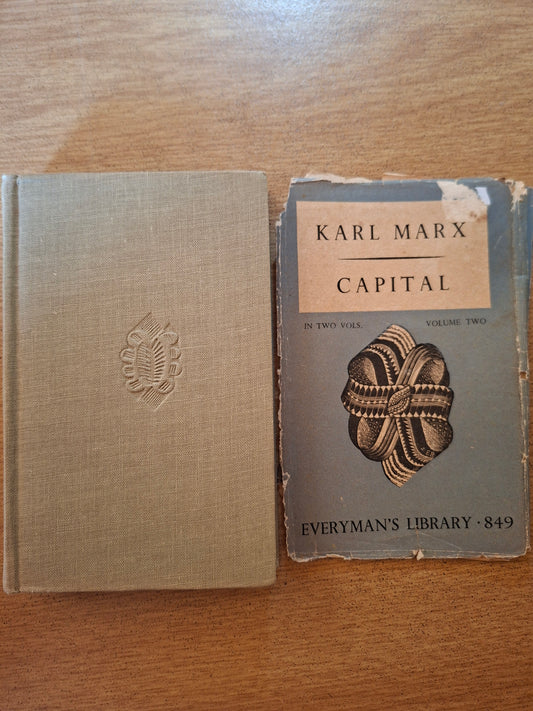 KARL MARX
CAPITAL
IN TWO VOLS. VOLUME TWO
EVERYMAN'S LIBRARY · 849